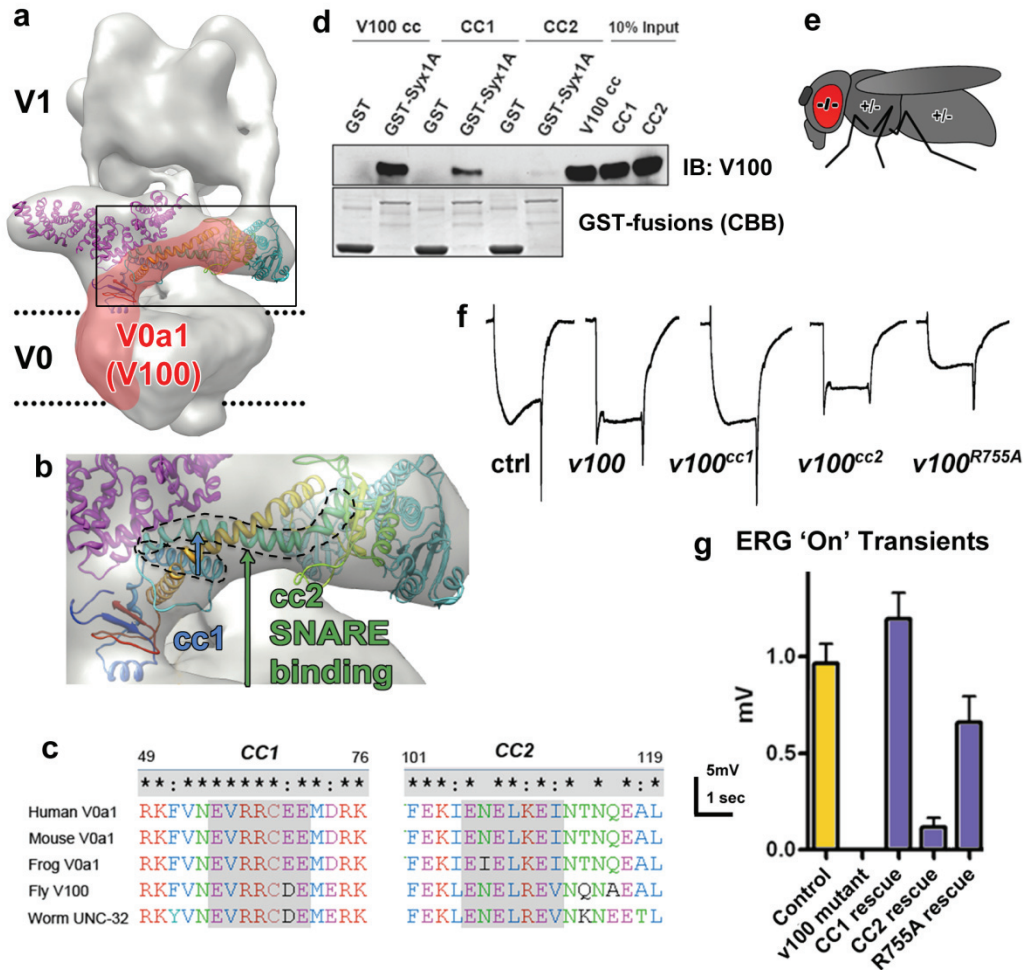 a
V1
V0
V0a1
(V100)
b
cc1
cc2
SNARE
binding
c
49 CC1 76
101 CC2 119
**:*******:**:**
***:* **:*:* * *:*
Human V0a1 RKFVNEVRRCEEMDRK FEKIENELKEINTNQEAL
Mouse V0a1 RKFVNEVRRCEEMDRK FEKIENELKEINTNQEAL
Frog V0a1 RKFVNEVRRCEEMDRK FEKIEIELKEINTNQEAL
Fly V100 RKFVNEVRRCDEMERK FEKLENELREVNQNAEAL
Worm UNC-32 RKYVNEVRRCDEMERK FEKLENELREVNKNEETL
d
V100 cc CC1 CC2 10% Input
GST GST-Syx1A GST GST-Syx1A GST GST-Syx1A V100 cc CC1 CC2
IB: V100
GST-fusions (CBB)
e
-/- +/- +/-
f
ctrl v100 v100cc1 v100cc2 v100R755A
g ERG ‘On’ Transients
mV
1.0
0.5
0.0
5mV
1 sec
Control
v100 mutant
CC1 rescue
CC2 rescue
R755A rescue